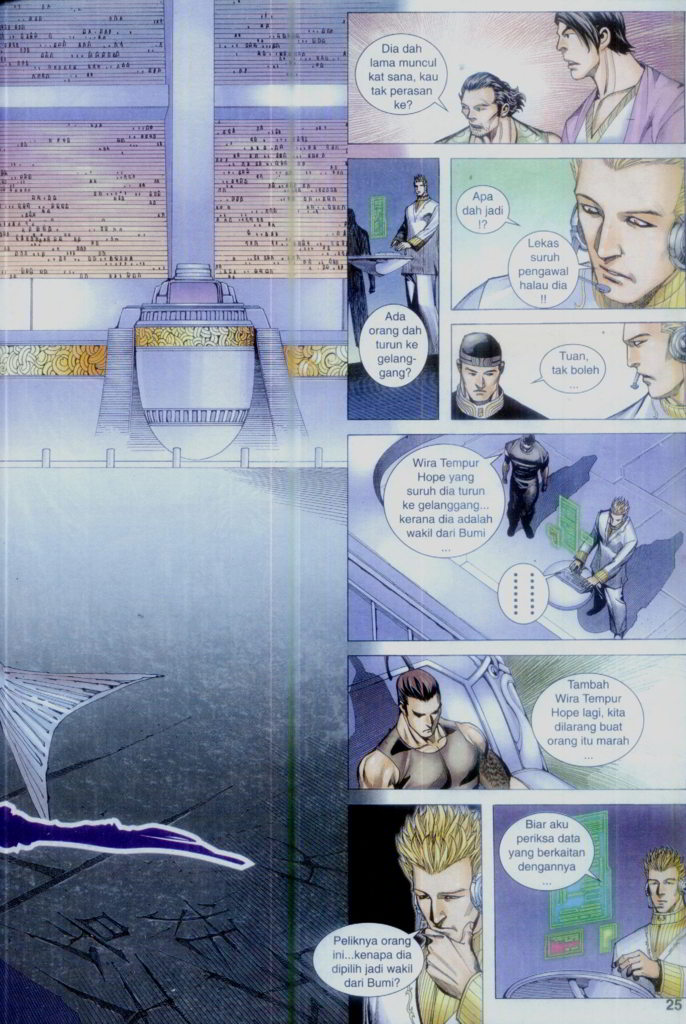 Dia dah
lama muncul
kat sana, kau
tak perasan
ke?
Ada
orang dah
turun ke
gelang-
gang?
Apa
dah jadi
!?
Lekas
suruh
pengawal
halau dia
!!
Tuan,
tak boleh
...
Wira Tempur
Hope yang
suruh dia turun
ke gelanggang...
kerana dia adalah
wakil dari Bumi
...
Tambah
Wira Tempur
Hope lagi, kita
dilarang buat
orang itu marah
...
Peliknya orang
ini...kenapa dia
dipilih jadi wakil
dari Bumi?
Biar aku
periksa data
yang berkaitan
dengannya
...
25